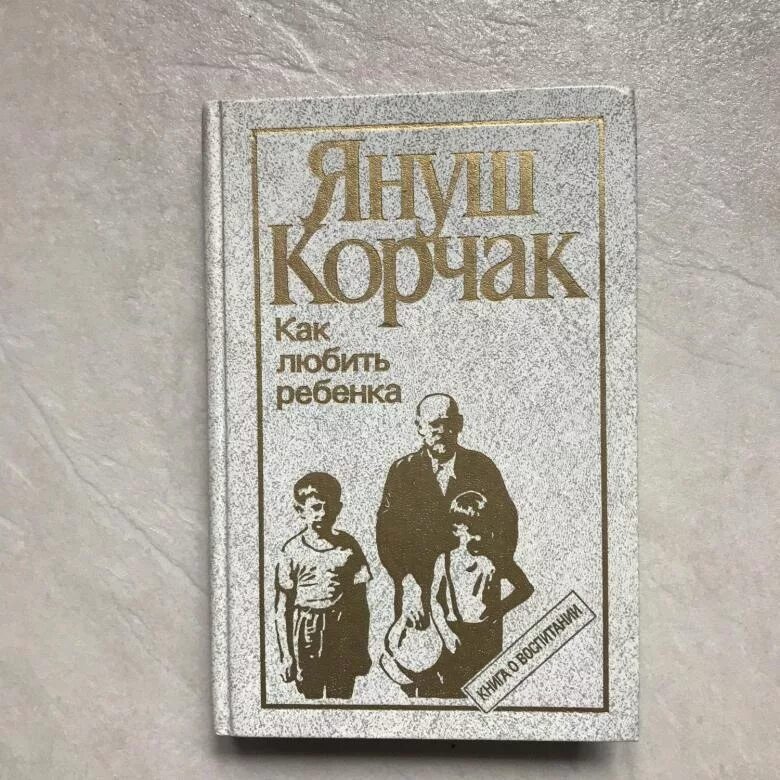 Януш
Корчак
Как
любить
ребенка
КНИГА О ВОСПИТАНИИ